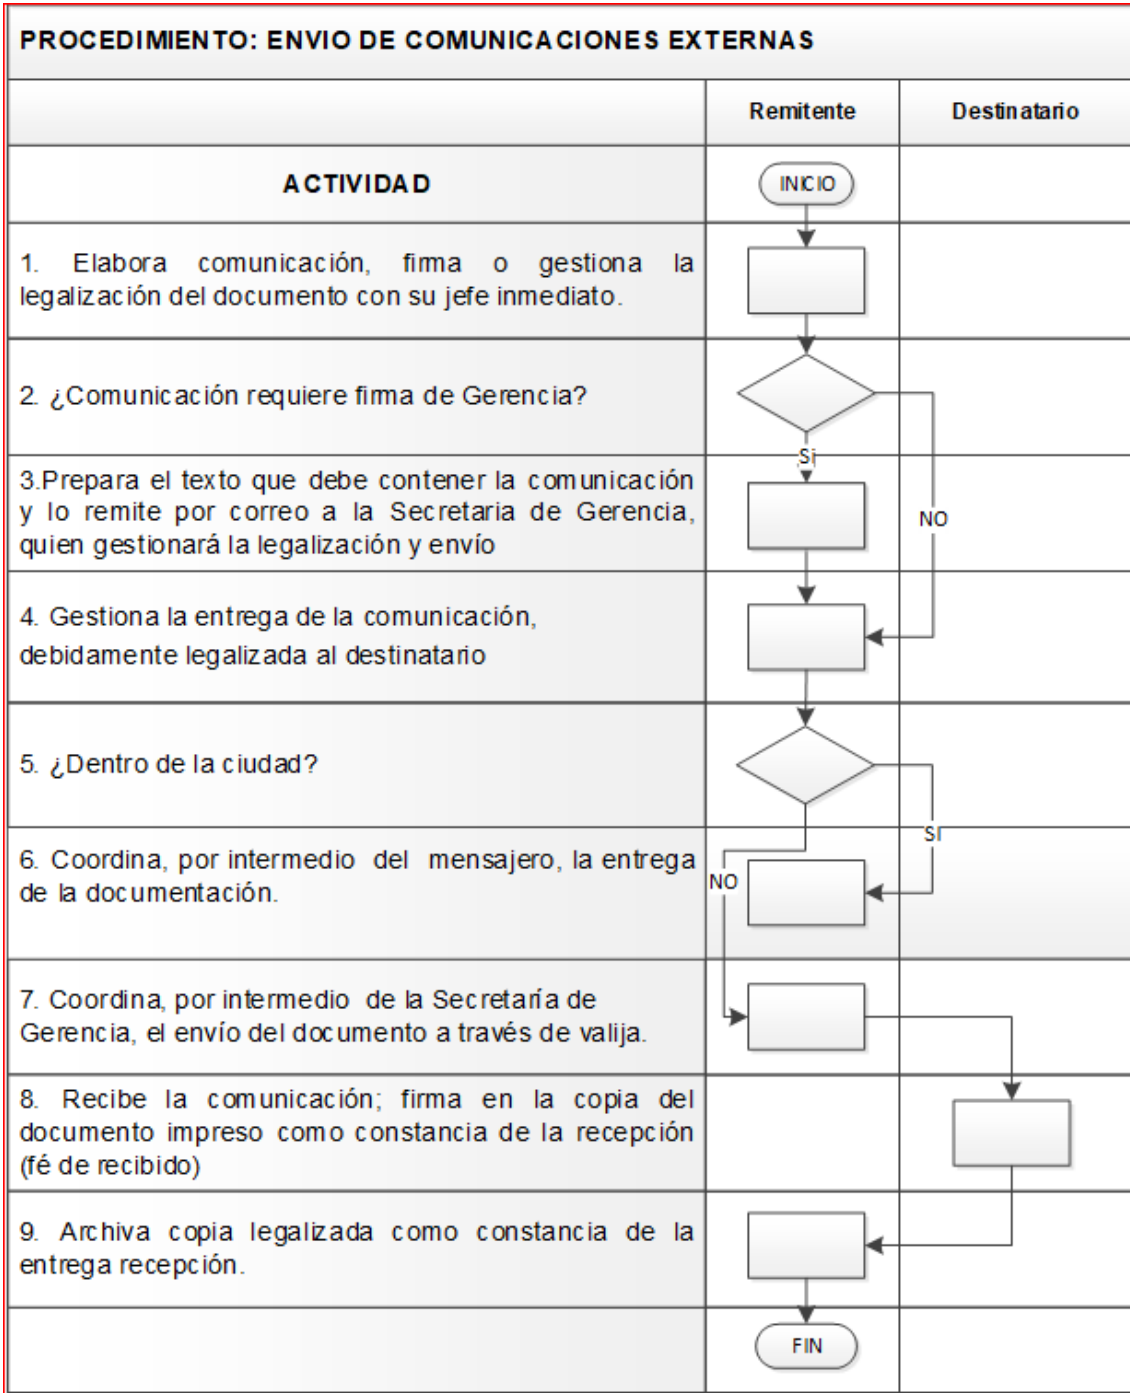 PROCEDIMIENTO: ENVIO DE COMUNICACIONES EXTERNAS
Remitente
Destinatario
ACTIVIDAD
INICIO
1. Elabora comunicación, firma o gestiona la
legalización del documento con su jefe inmediato.
2. ¿Comunicación requiere firma de Gerencia?
Si
3.Prepara el texto que debe contener la comunicación
y lo remite por correo a la Secretaria de Gerencia,
quien gestionará la legalización y envío
NO
4. Gestiona la entrega de la comunicación,
debidamente legalizada al destinatario
5. ¿Dentro de la ciudad?
SI
6. Coordina, por intermedio del mensajero, la entrega
de la documentación.
NO
7. Coordina, por intermedio de la Secretaría de
Gerencia, el envío del documento a través de valija.
8. Recibe la comunicación; firma en la copia del
documento impreso como constancia de la recepción
(fé de recibido)
9. Archiva copia legalizada como constancia de la
entrega recepción.
FIN